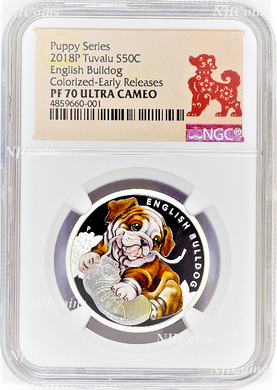 NJHCoins
Puppy Series
2018P Tuvalu S50C
English Bulldog
Colorized-Early Releases
PF 70 ULTRA CAMEO
4859660-001
NGC
ENGLISH BULLDOG
P